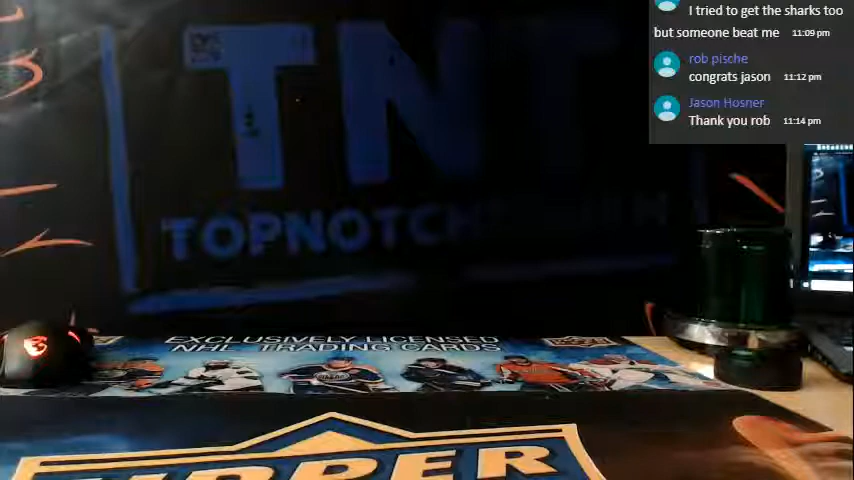 I tried to get the sharks too
but someone beat me 11:09 pm
rob pische
congrats jason 11:12 pm
Jason Hosner
Thank you rob 11:14 pm
TNT
EXCLUSIVELY LICENSED
NHL TRADING CARDS
UPPER